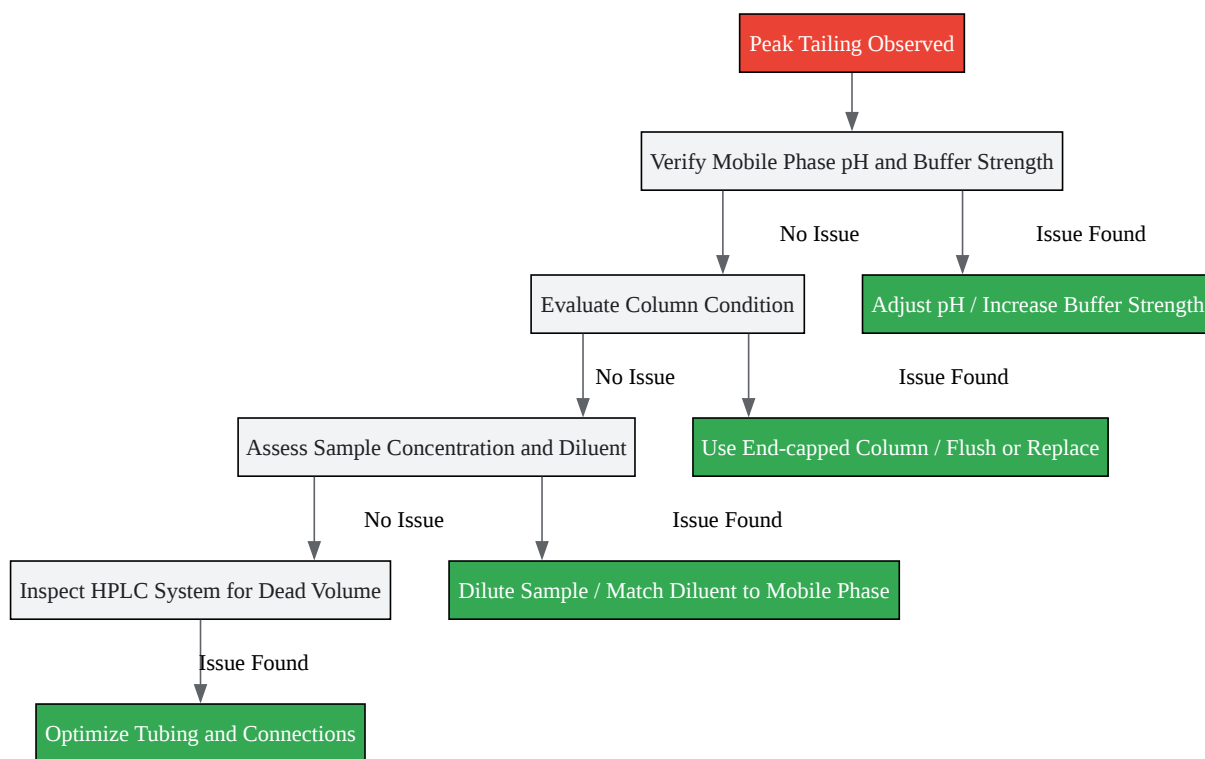 Peak Tailing Observed
Verify Mobile Phase pH and Buffer Strength
No Issue
Issue Found
Evaluate Column Condition
Adjust pH / Increase Buffer Strength
No Issue
Issue Found
Assess Sample Concentration and Diluent
Use End-capped Column / Flush or Replace
No Issue
Issue Found
Inspect HPLC System for Dead Volume
Dilute Sample / Match Diluent to Mobile Phase
Issue Found
Optimize Tubing and Connections